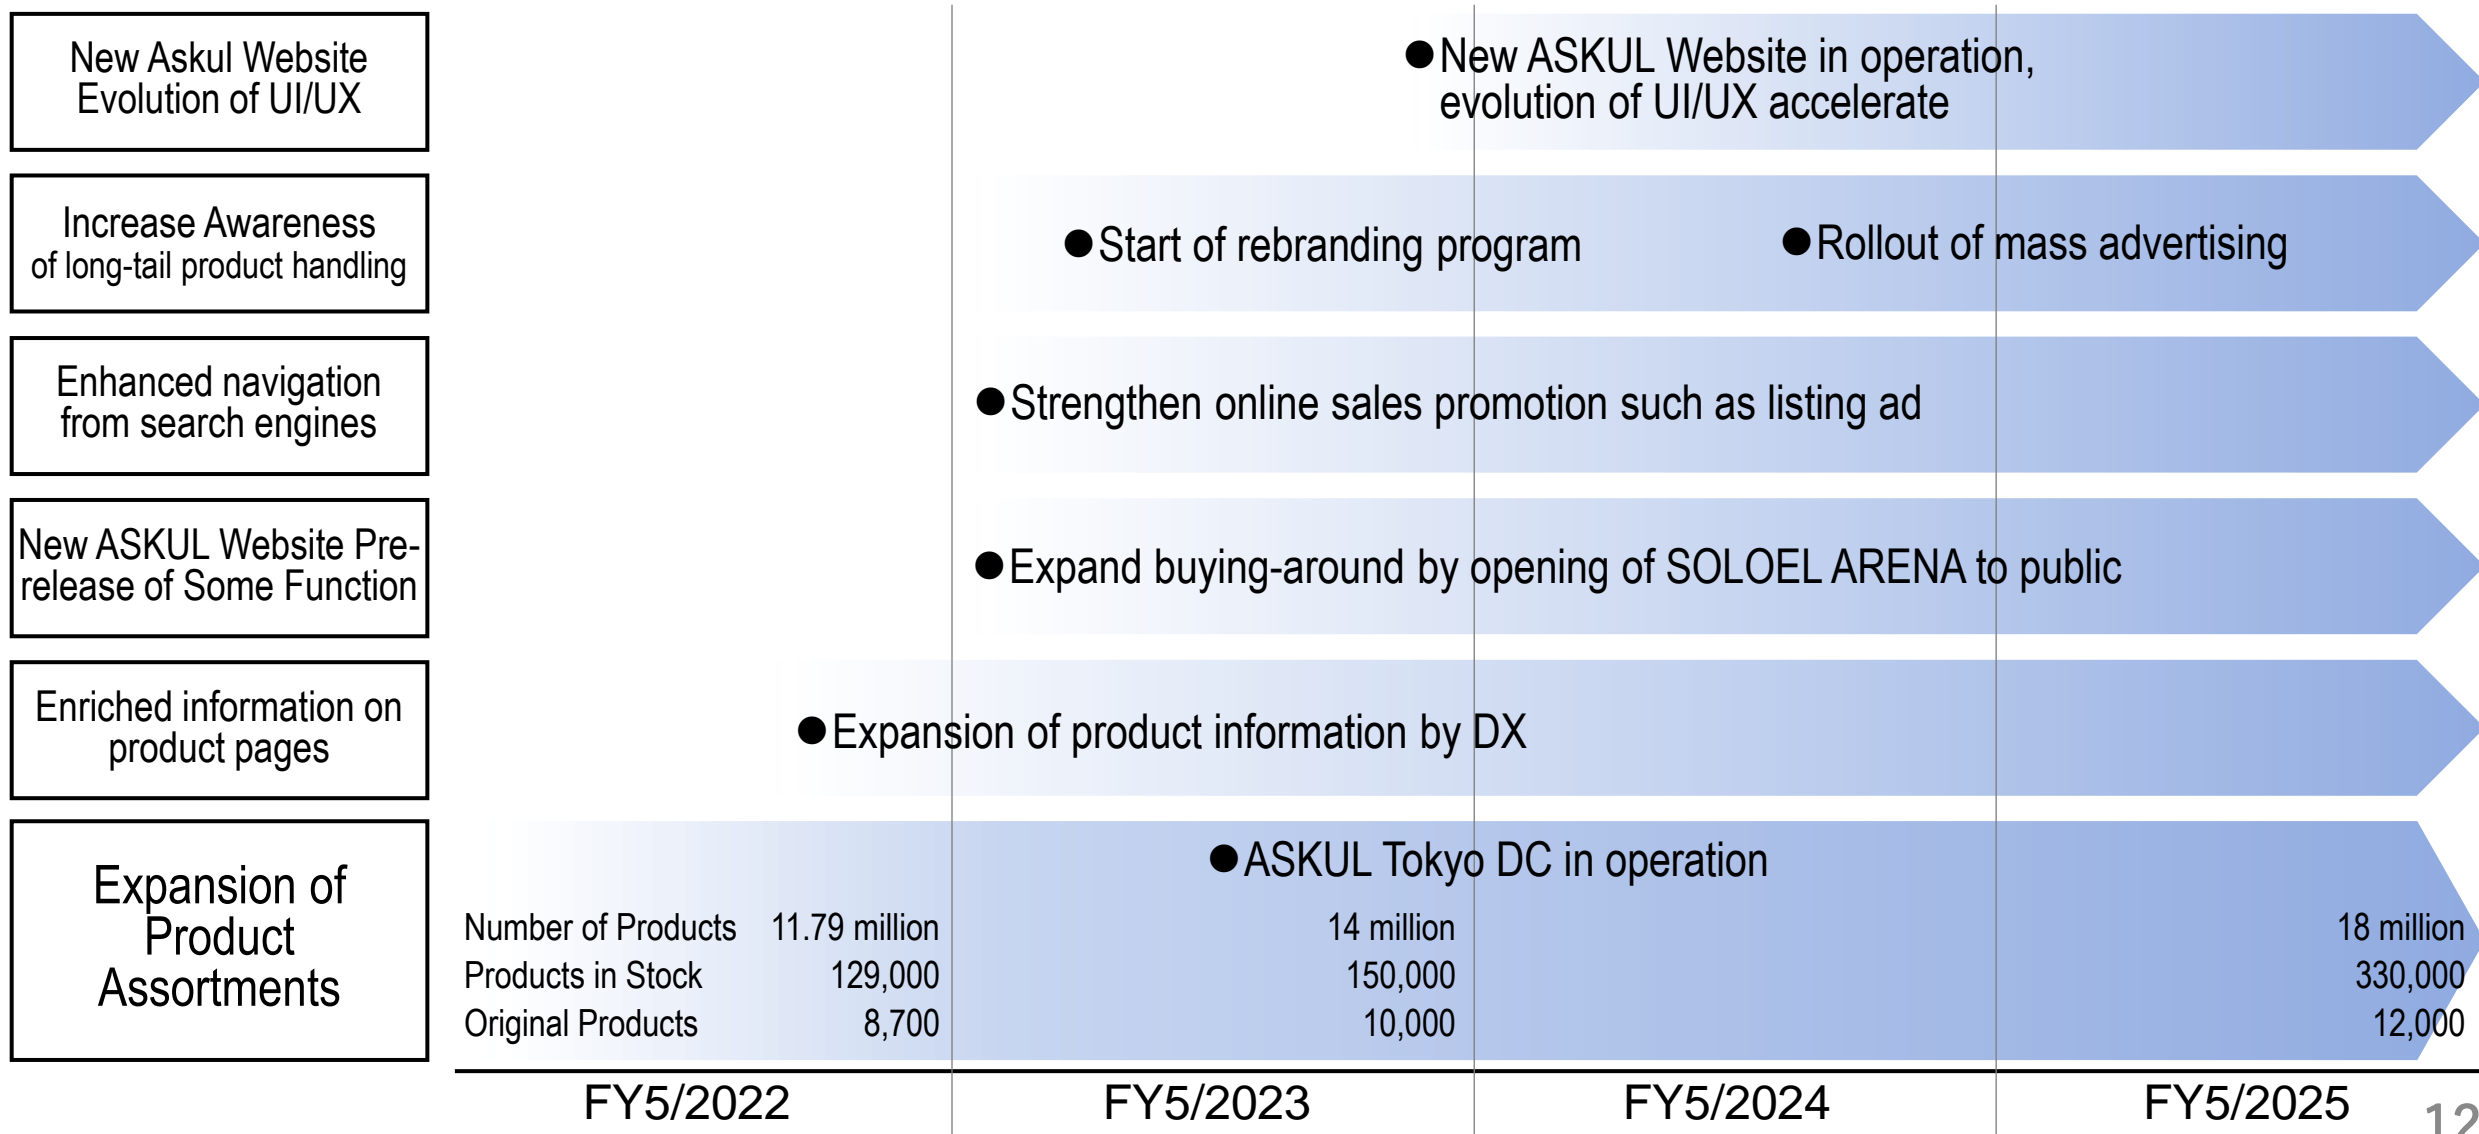 New Askul Website
Evolution of UI/UX
●New ASKUL Website in operation,
evolution of UI/UX accelerate
Increase Awareness
of long-tail product handling
●Start of rebranding program
●Rollout of mass advertising
Enhanced navigation
from search engines
●Strengthen online sales promotion such as listing ad
New ASKUL Website Pre-
release of Some Function
●Expand buying-around by opening of SOLOEL ARENA to public
Enriched information on
product pages
●Expansion of product information by DX
Expansion of
Product
Assortments
●ASKUL Tokyo DC in operation
Number of Products 11.79 million 14 million 18 million
Products in Stock 129,000 150,000 330,000
Original Products 8,700 10,000 12,000
FY5/2022 FY5/2023 FY5/2024 FY5/2025
12